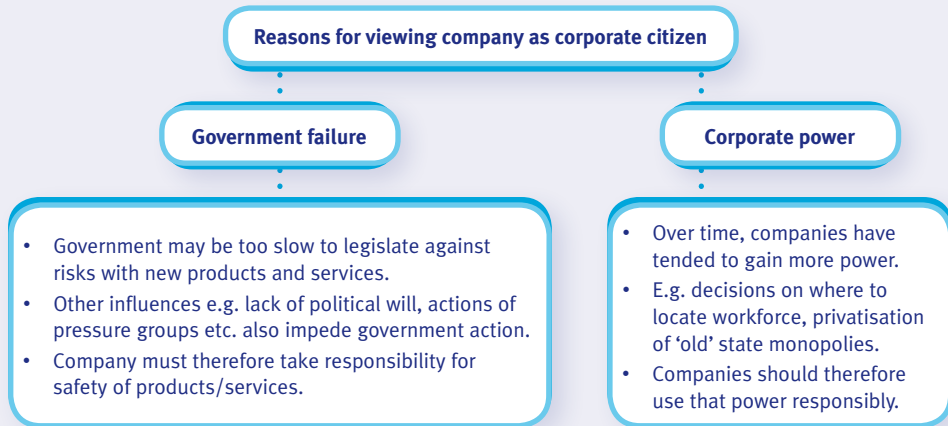 Reasons for viewing company as corporate citizen
Government failure
Corporate power
• Government may be too slow to legislate against
risks with new products and services.
• Other influences e.g. lack of political will, actions of
pressure groups etc. also impede government action.
• Company must therefore take responsibility for
safety of products/services.
• Over time, companies have
tended to gain more power.
• E.g. decisions on where to
locate workforce, privatisation
of ‘old’ state monopolies.
• Companies should therefore
use that power responsibly.